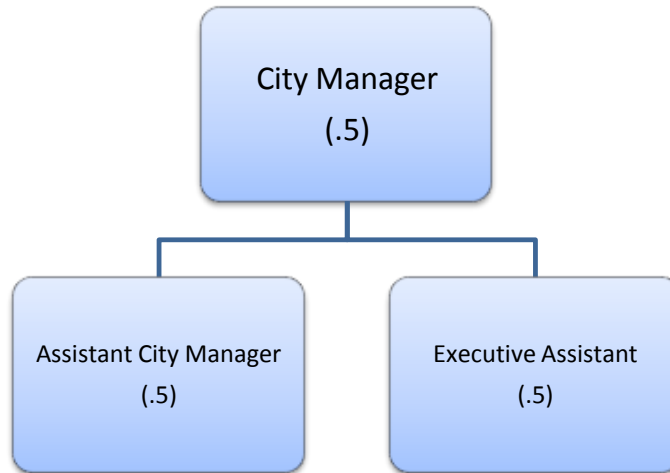 City Manager
(.5)
Assistant City Manager
(.5)
Executive Assistant
(.5)